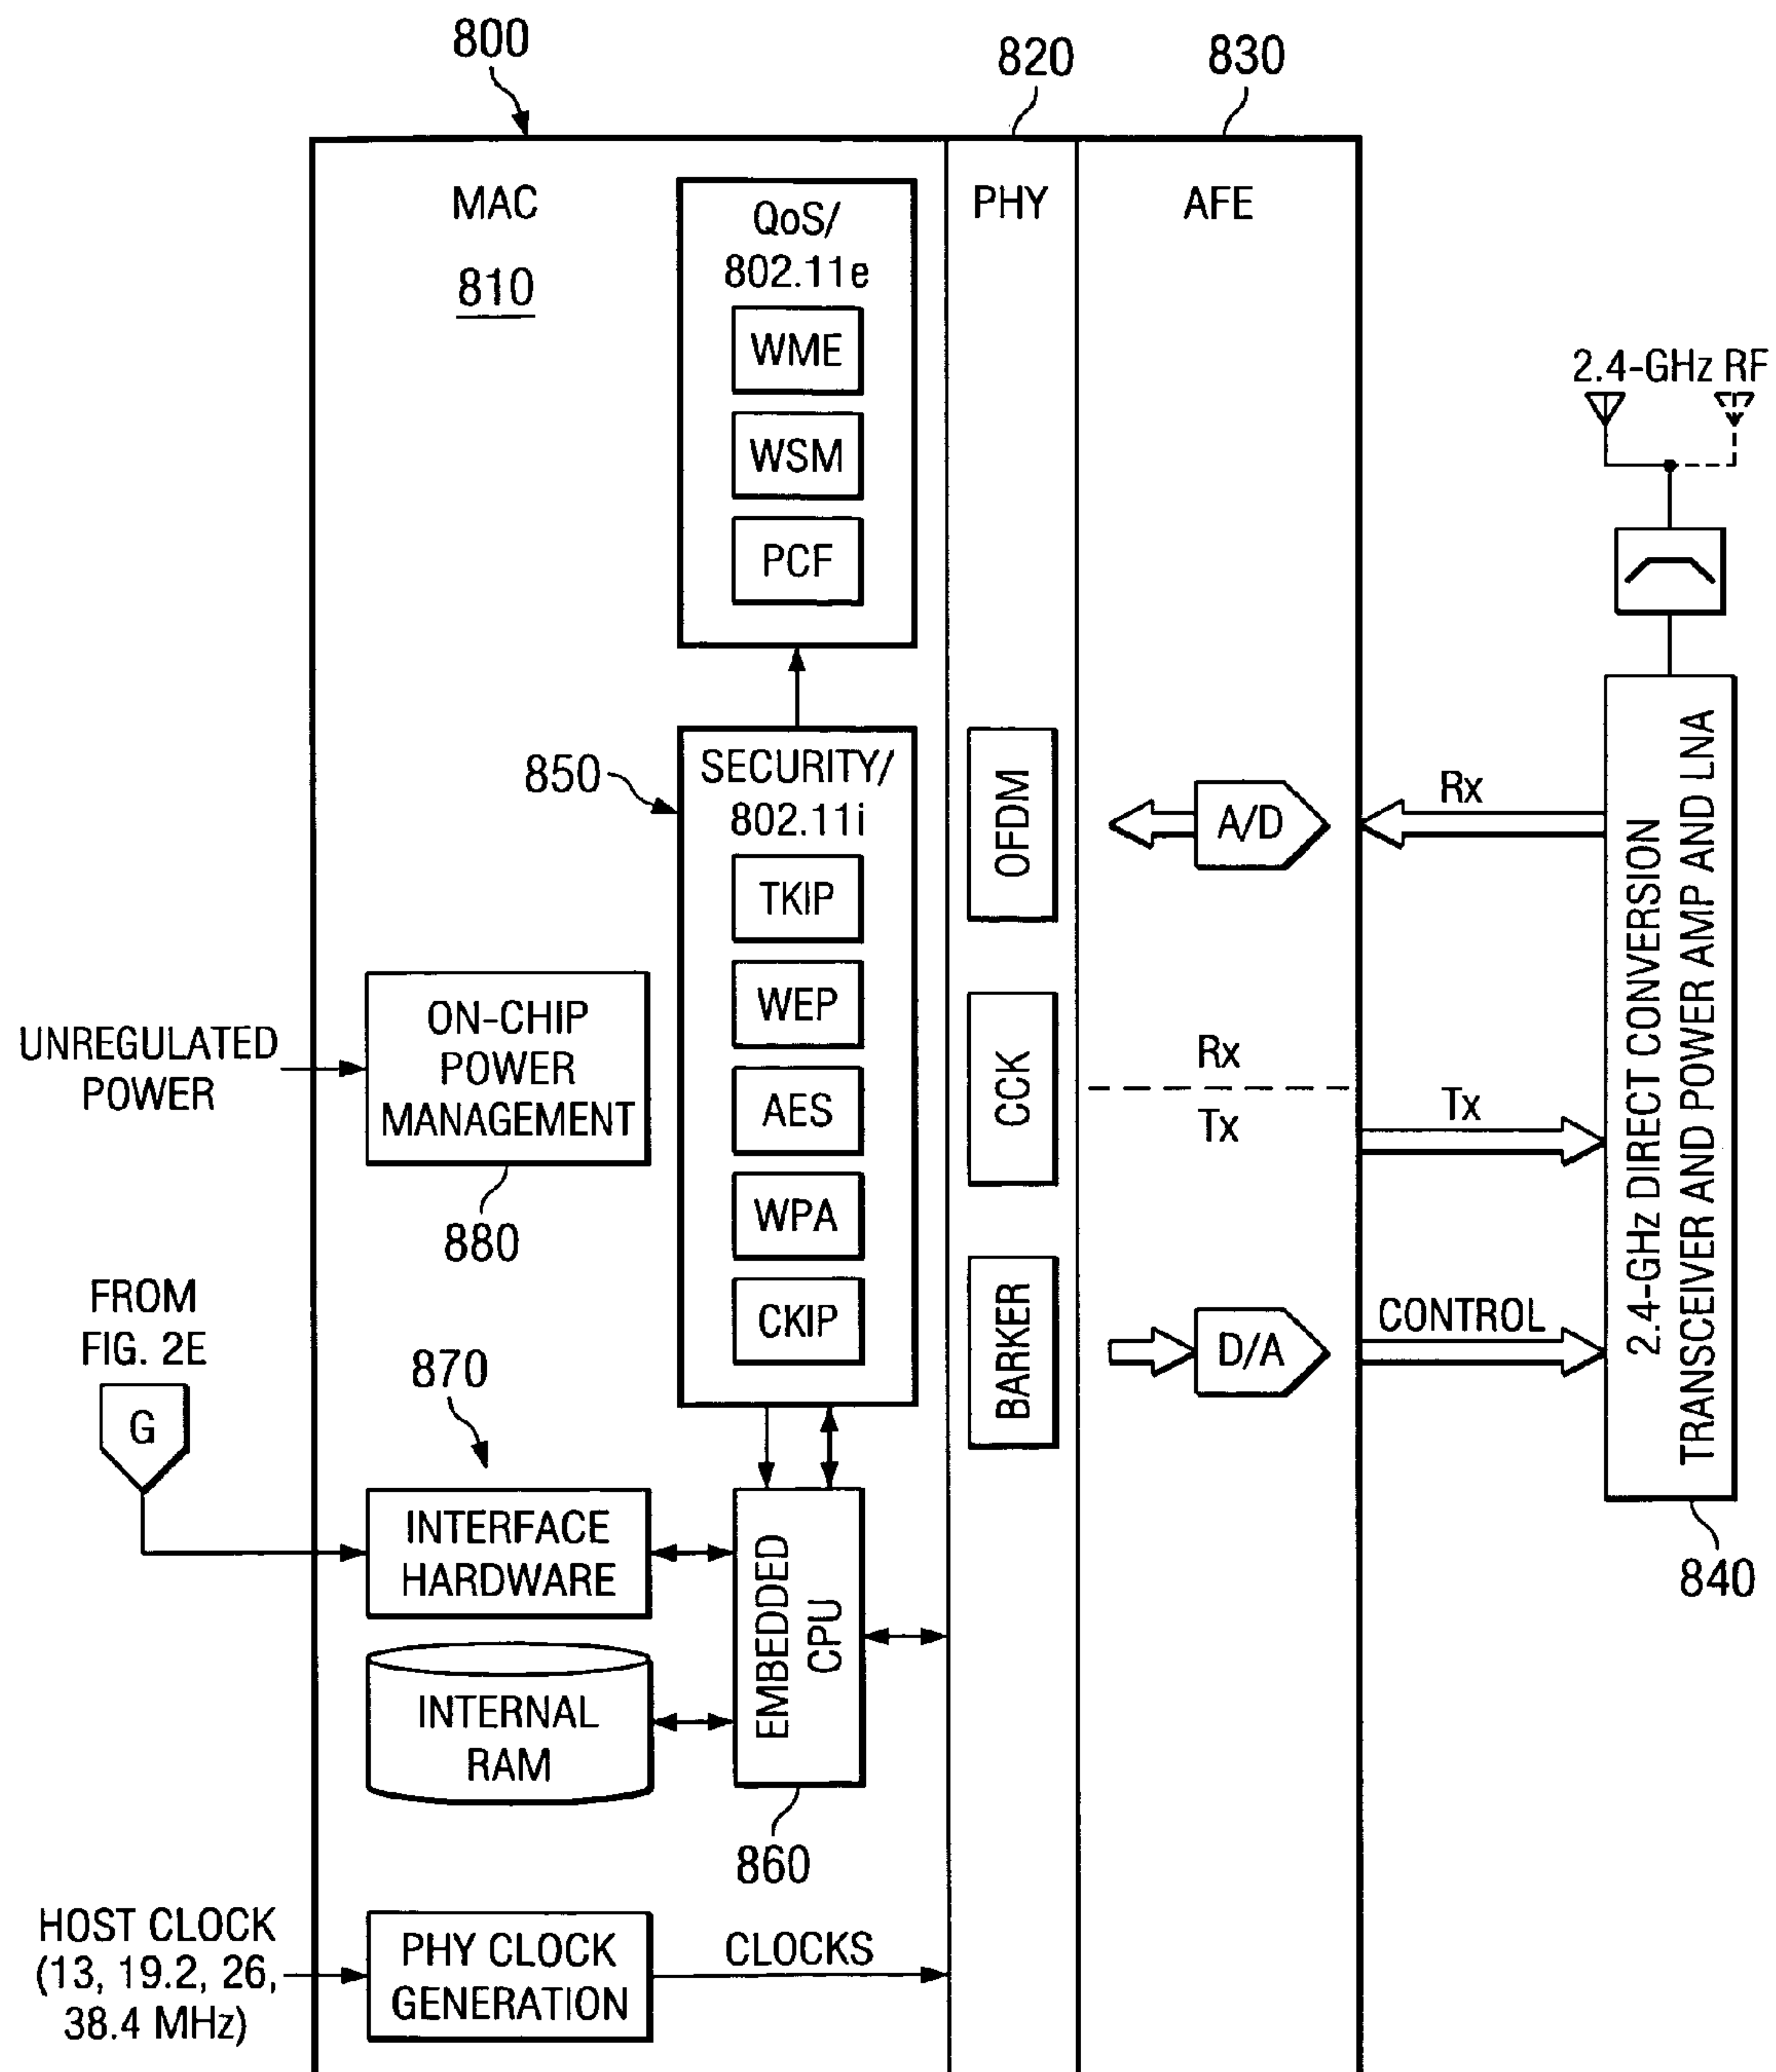 800
820
830
MAC
810
PHY
AFE
QoS/
802.11e
WME
WSM
PCF
2.4-GHz RF
850
SECURITY/
802.11i
TKIP
WEP
AES
WPA
CKIP
OFDM
CCK
BARKER
A/D
Rx
Rx
Tx
Tx
D/A
CONTROL
2.4-GHz DIRECT CONVERSION
TRANSCEIVER AND POWER AMP AND LNA
840
UNREGULATED
POWER
ON-CHIP
POWER
MANAGEMENT
880
FROM
FIG. 2E
G
870
INTERFACE
HARDWARE
INTERNAL
RAM
EMBEDDED
CPU
860
HOST CLOCK
(13, 19.2, 26,
38.4 MHz)
PHY CLOCK
GENERATION
CLOCKS